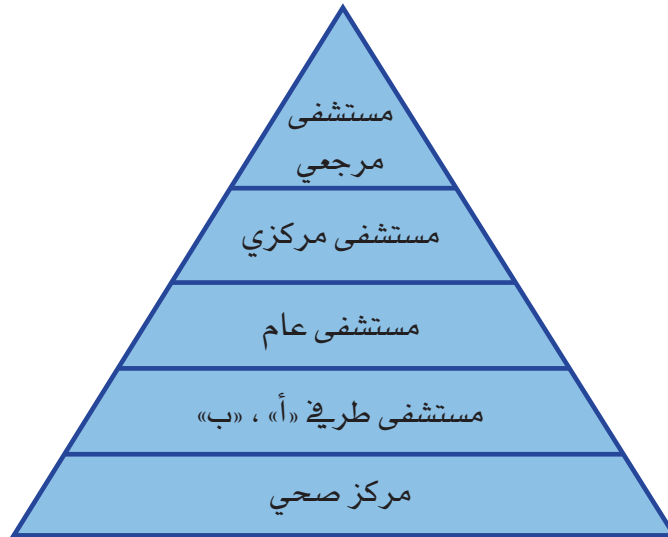 مستشفى
مرجعي
مستشفى مركزي
مستشفى عام
مستشفى طرفي «أ» ، «ب»
مركز صحي